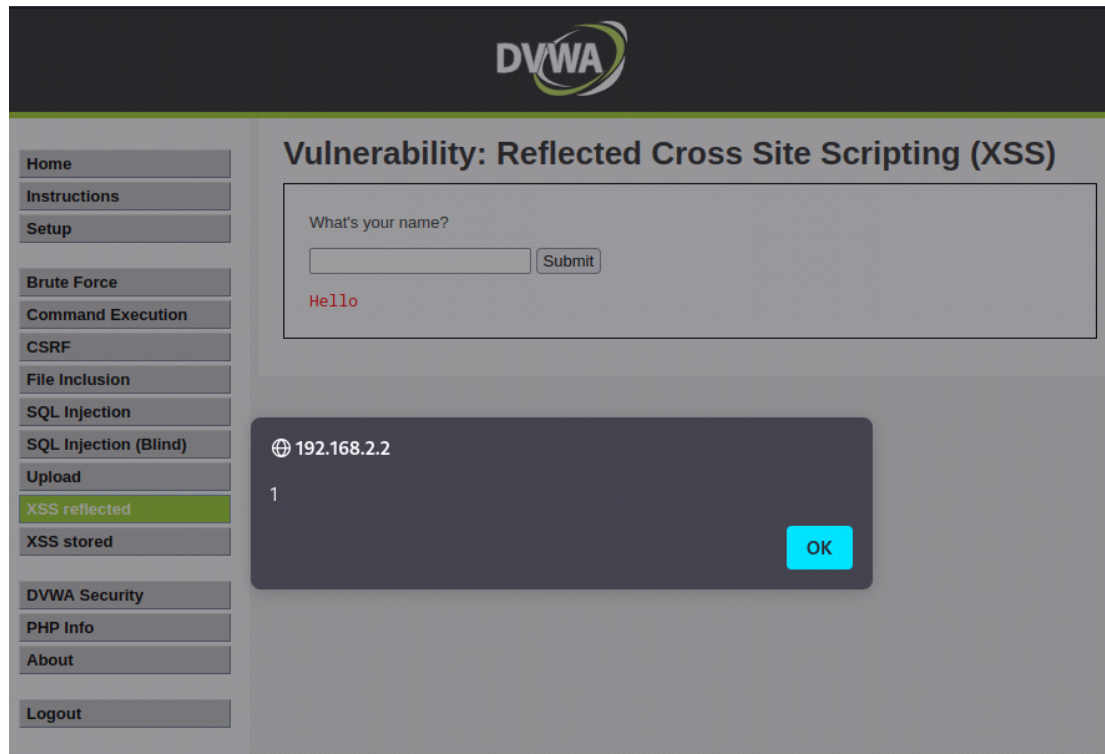 DVWA
Home
Instructions
Setup
Brute Force
Command Execution
CSRF
File Inclusion
SQL Injection
SQL Injection (Blind)
Upload
XSS reflected
XSS stored
DVWA Security
PHP Info
About
Logout
Vulnerability: Reflected Cross Site Scripting (XSS)
What's your name?
Submit
Hello
192.168.2.2
1
OK